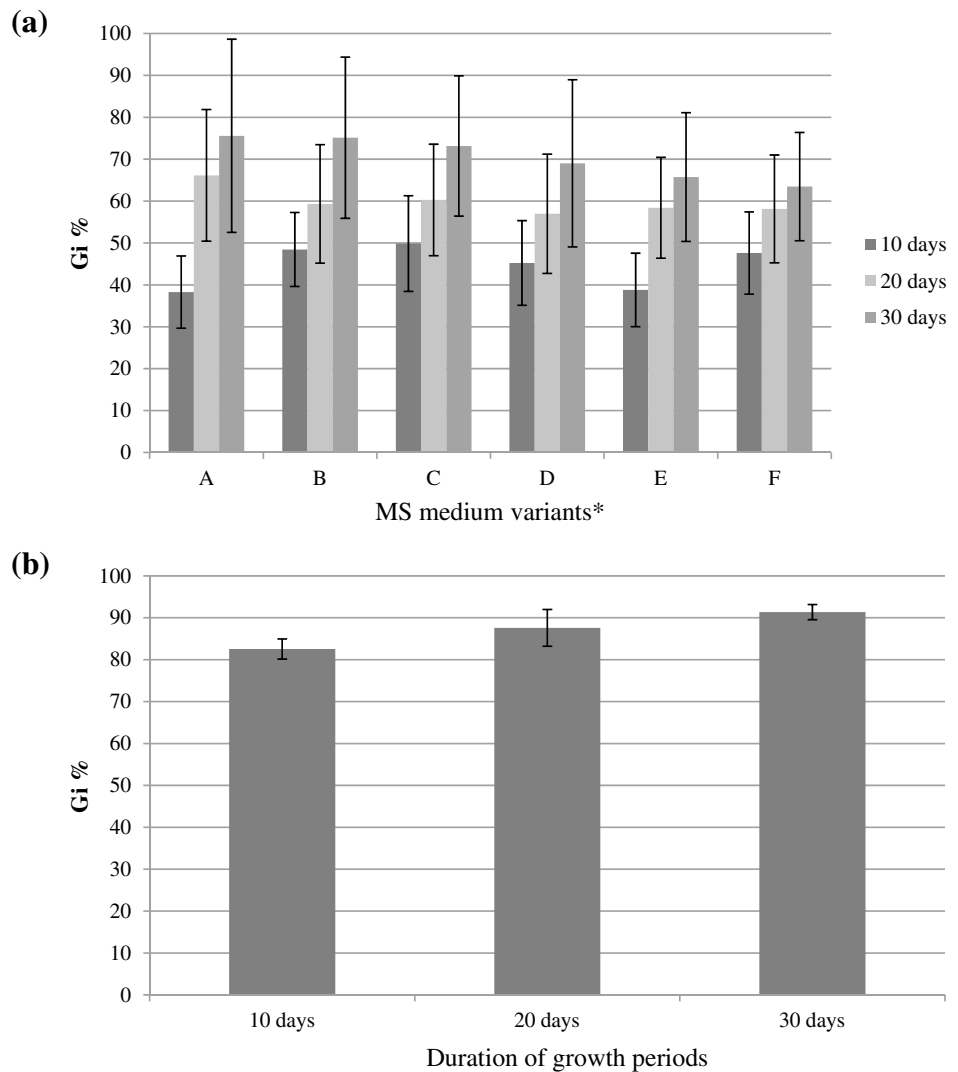 (a)
Gi %
100
90
80
70
60
50
40
30
20
10
0
A B C D E F
MS medium variants*
10 days
20 days
30 days
(b)
Gi %
100
90
80
70
60
50
40
30
20
10
0
10 days 20 days 30 days
Duration of growth periods